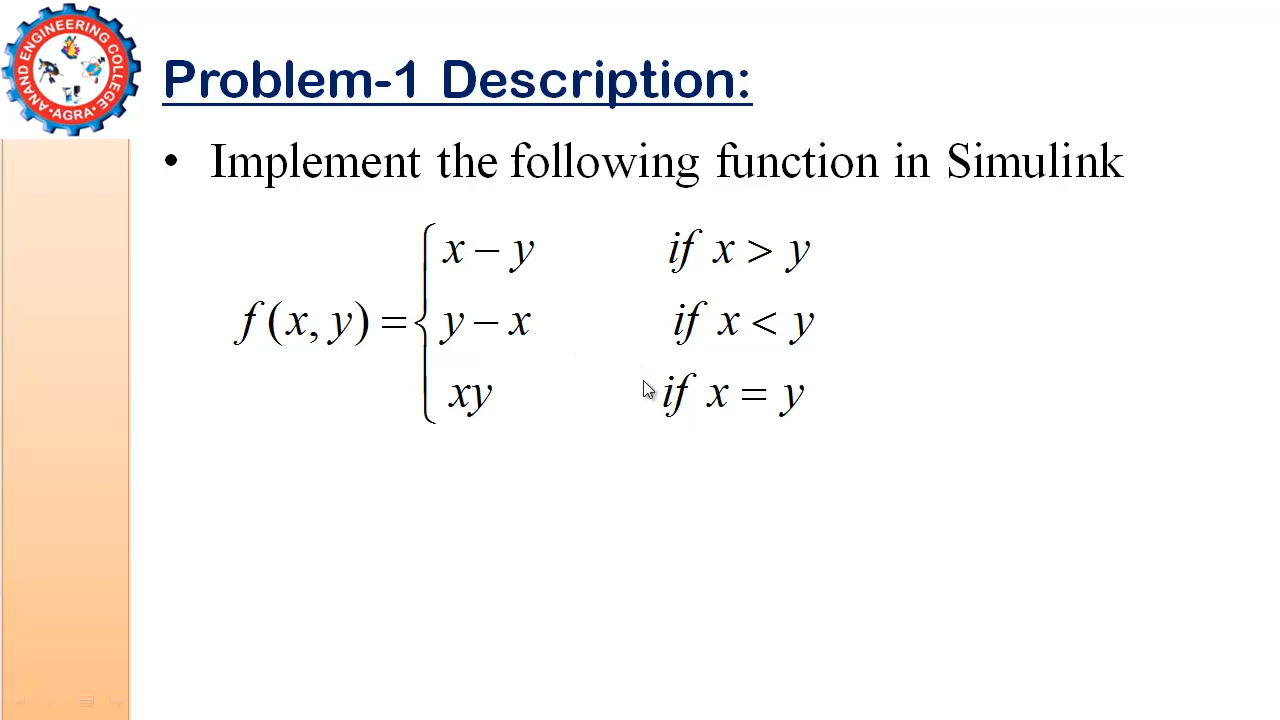 ANAND ENGINEERING COLLEGE
• AGRA •
Problem-1 Description:
• Implement the following function in Simulink
f(x, y) = { x − y if x > y
y − x if x < y
xy if x = y